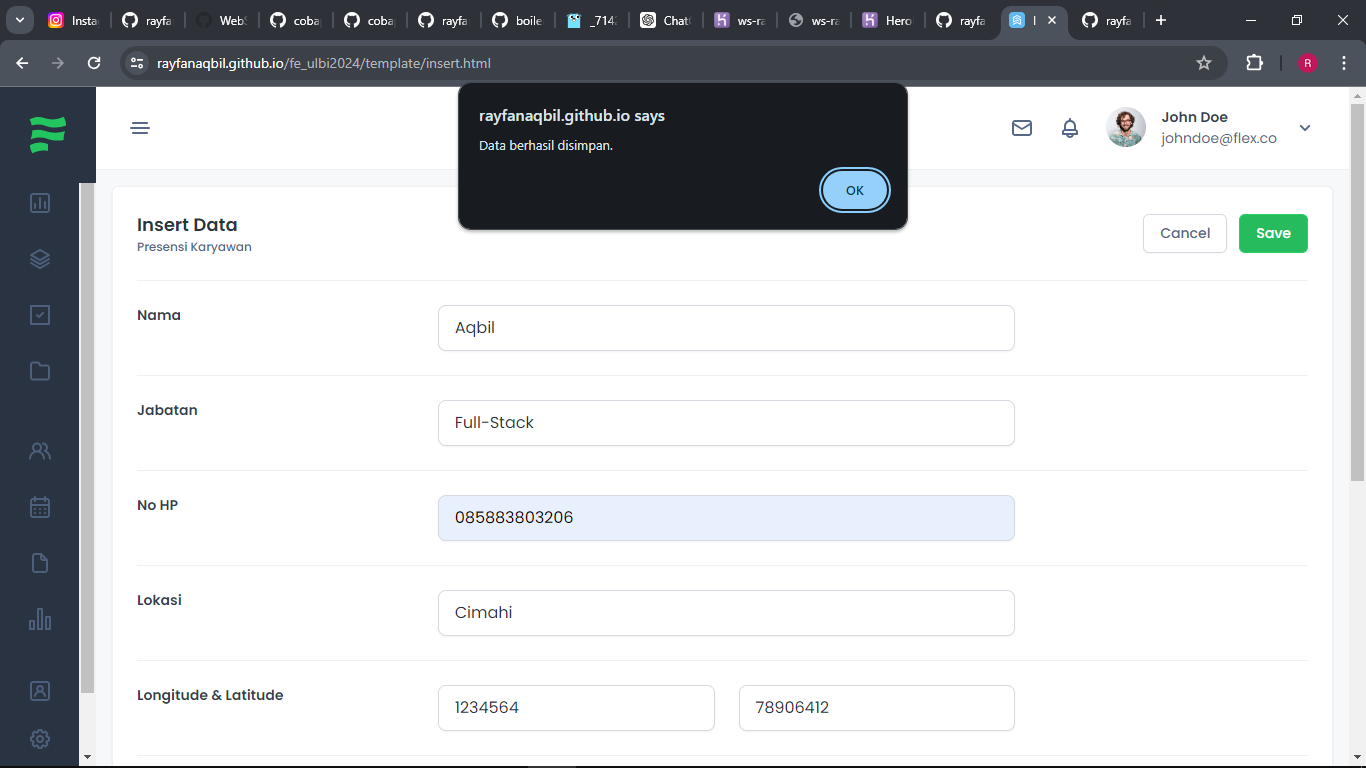 Insta
rayfa
WebS
coba
coba
rayfa
boile
_714
Chat
ws-ra
ws-ra
Hero
rayfa
rayfa
rayfanaqbil.github.io/fe_ulbi2024/template/insert.html
R
rayfanaqbil.github.io says
Data berhasil disimpan.
OK
John Doe
johndoe@flex.co
Insert Data
Presensi Karyawan
Cancel
Save
Nama
Aqbil
Jabatan
Full-Stack
No HP
085883803206
Lokasi
Cimahi
Longitude & Latitude
1234564
78906412